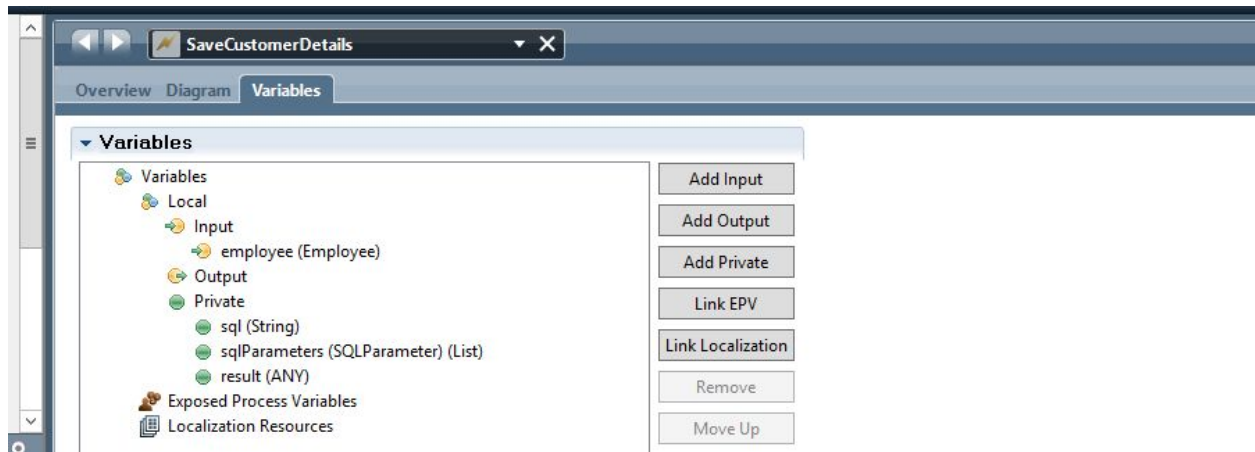 SaveCustomerDetails
Overview Diagram Variables
Variables
Variables
Local
Input
employee (Employee)
Output
Private
sql (String)
sqlParameters (SQLParameter) (List)
result (ANY)
Exposed Process Variables
Localization Resources
Add Input
Add Output
Add Private
Link EPV
Link Localization
Remove
Move Up